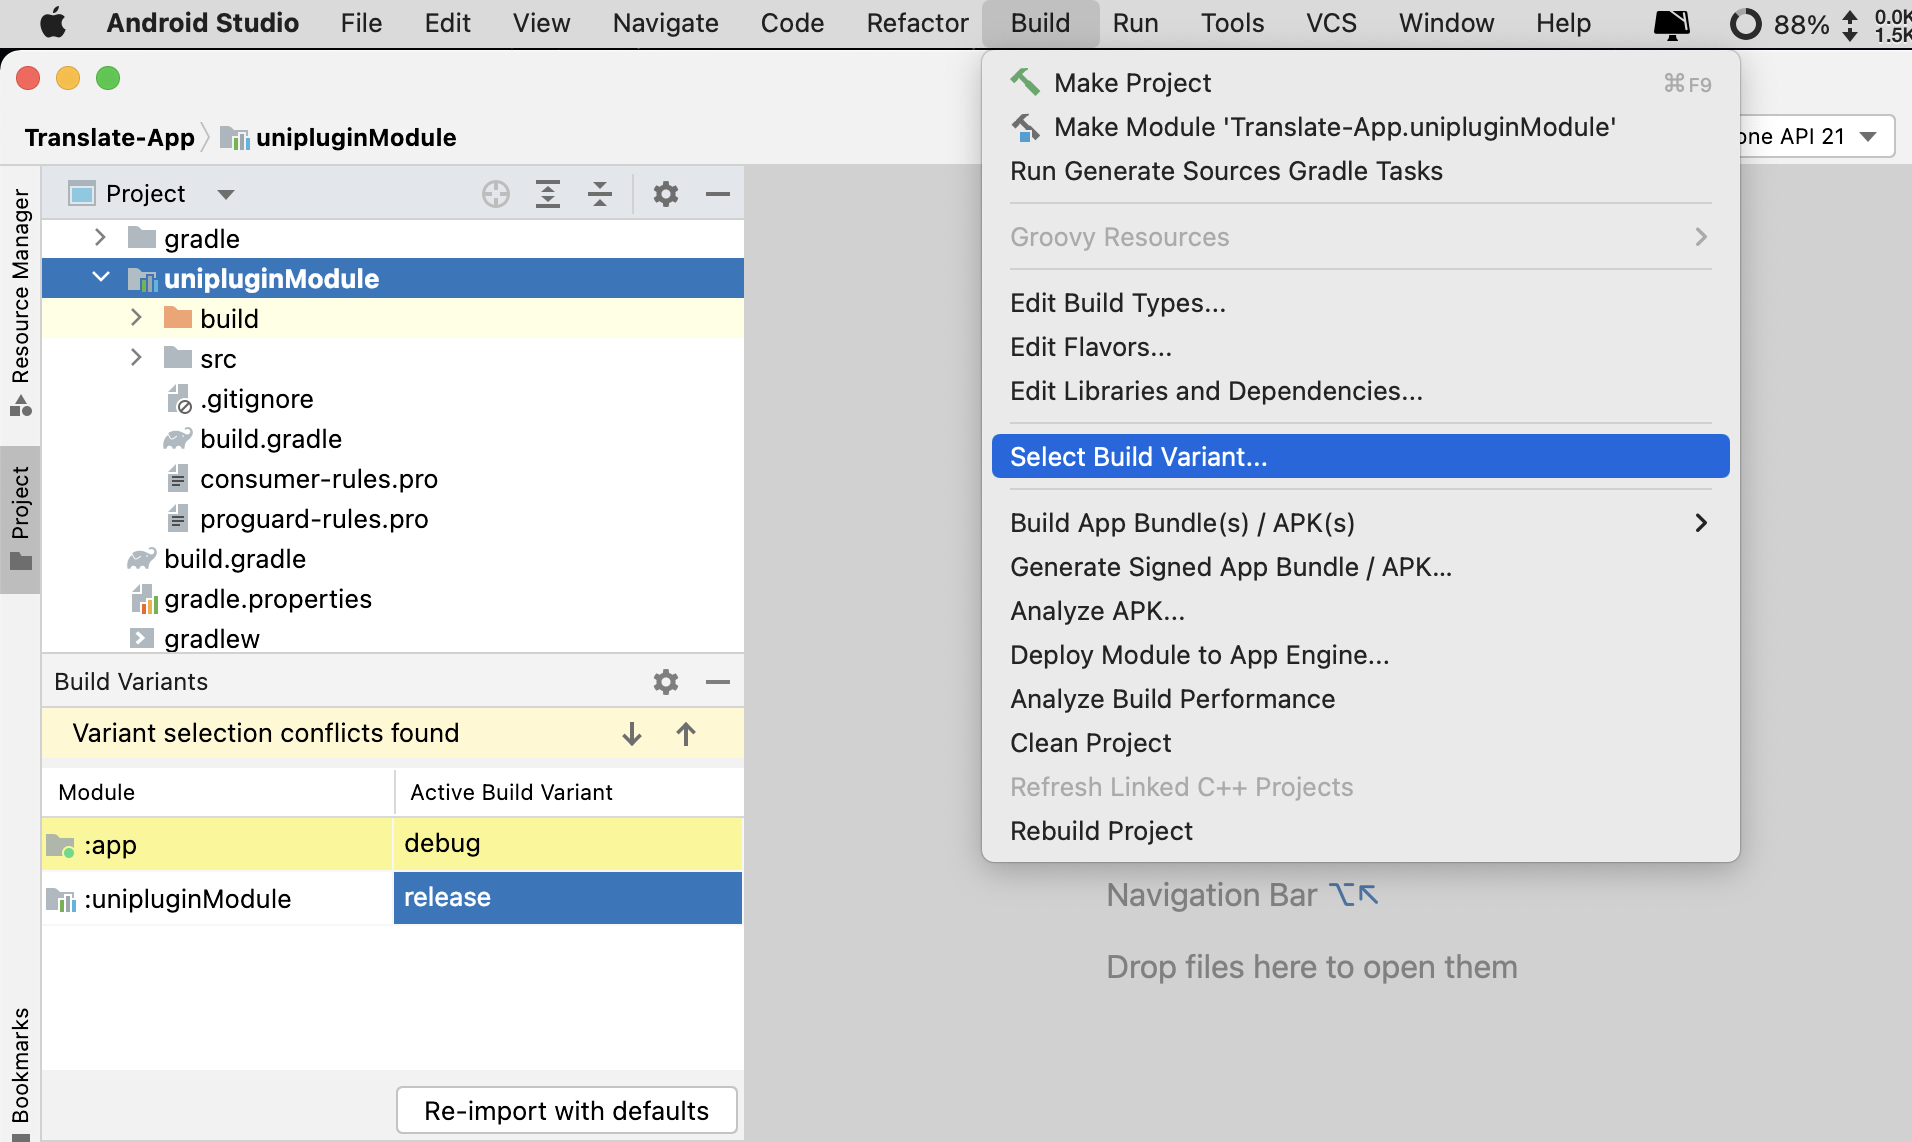 Android Studio File Edit View Navigate Code Refactor Build Run Tools VCS Window Help 88% 0.0K
1.5K
Translate-App unipluginModule
one API 21
Resource Manager
Project
Bookmarks
Project
gradle
unipluginModule
build
src
.gitignore
build.gradle
consumer-rules.pro
proguard-rules.pro
build.gradle
gradle.properties
gradlew
Build Variants
Variant selection conflicts found
Module Active Build Variant
:app debug
:unipluginModule release
Re-import with defaults
Make Project ⌘F9
Make Module 'Translate-App.unipluginModule'
Run Generate Sources Gradle Tasks
Groovy Resources
Edit Build Types...
Edit Flavors...
Edit Libraries and Dependencies...
Select Build Variant...
Build App Bundle(s) / APK(s)
Generate Signed App Bundle / APK...
Analyze APK...
Deploy Module to App Engine...
Analyze Build Performance
Clean Project
Refresh Linked C++ Projects
Rebuild Project
Navigation Bar ⌥↖
Drop files here to open them